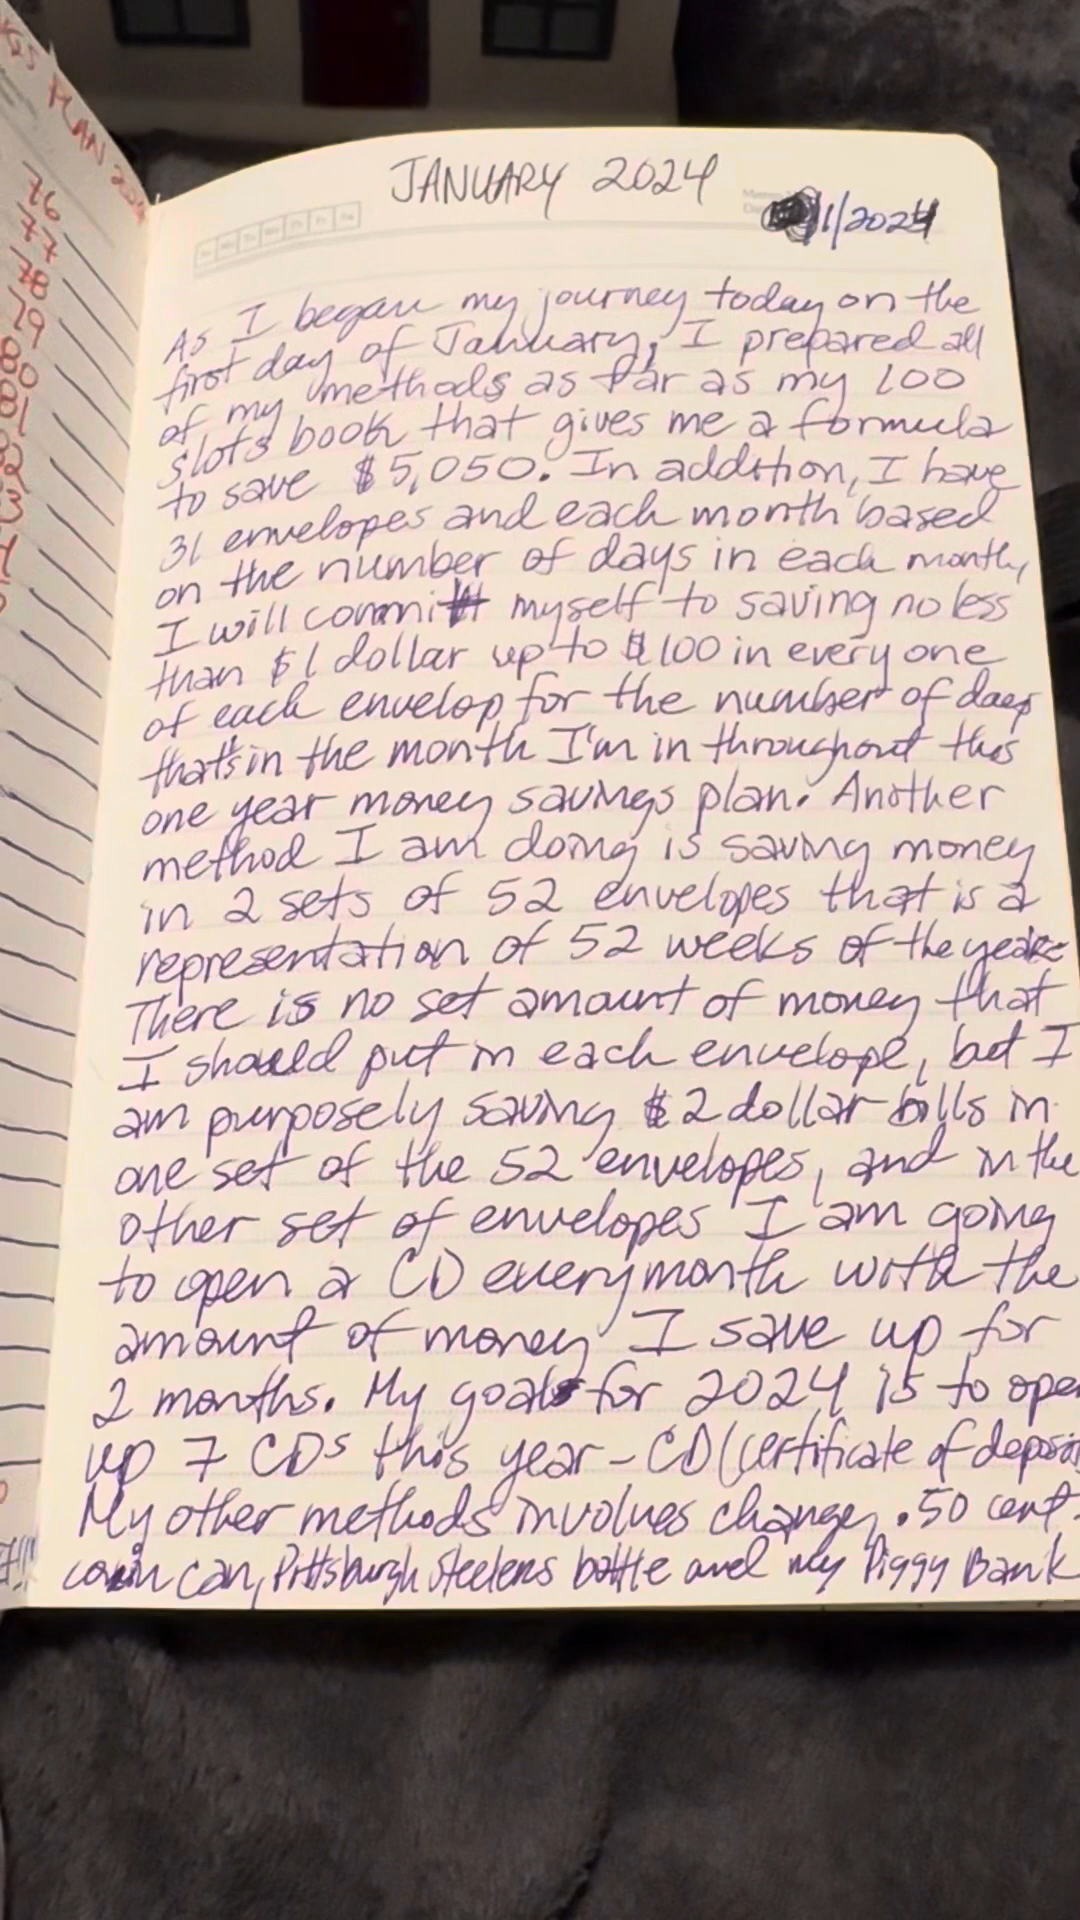 GS PLAN
76
77
78
79
80
81
82
JANUARY 2024
/1/2024
As I began my journey today on the
first day of January, I prepared all
of my methods as far as my 100
slots book that gives me a formula
to save $5,050. In addition, I have
31 envelopes and each month based
on the number of days in each month,
I will commit myself to saving no less
than $1 dollar up to $100 in every one
of each envelop for the number of days
that's in the month I'm in throughout this
one year money savings plan. Another
method I am doing is saving money
in 2 sets of 52 envelopes that is a
representation of 52 weeks of the year.
There is no set amount of money that
I should put in each envelope, but I
am purposely saving $2 dollar bills in
one set of the 52 envelopes, and in the
other set of envelopes I am going
to open a CD every month with the
amount of money I save up for
2 months. My goal for 2024 is to open
up 7 CDs this year - CD (certificate of deposit
My other methods involves change, .50 cent
coin can, Pittsburgh Steelers bottle and my Piggy Bank